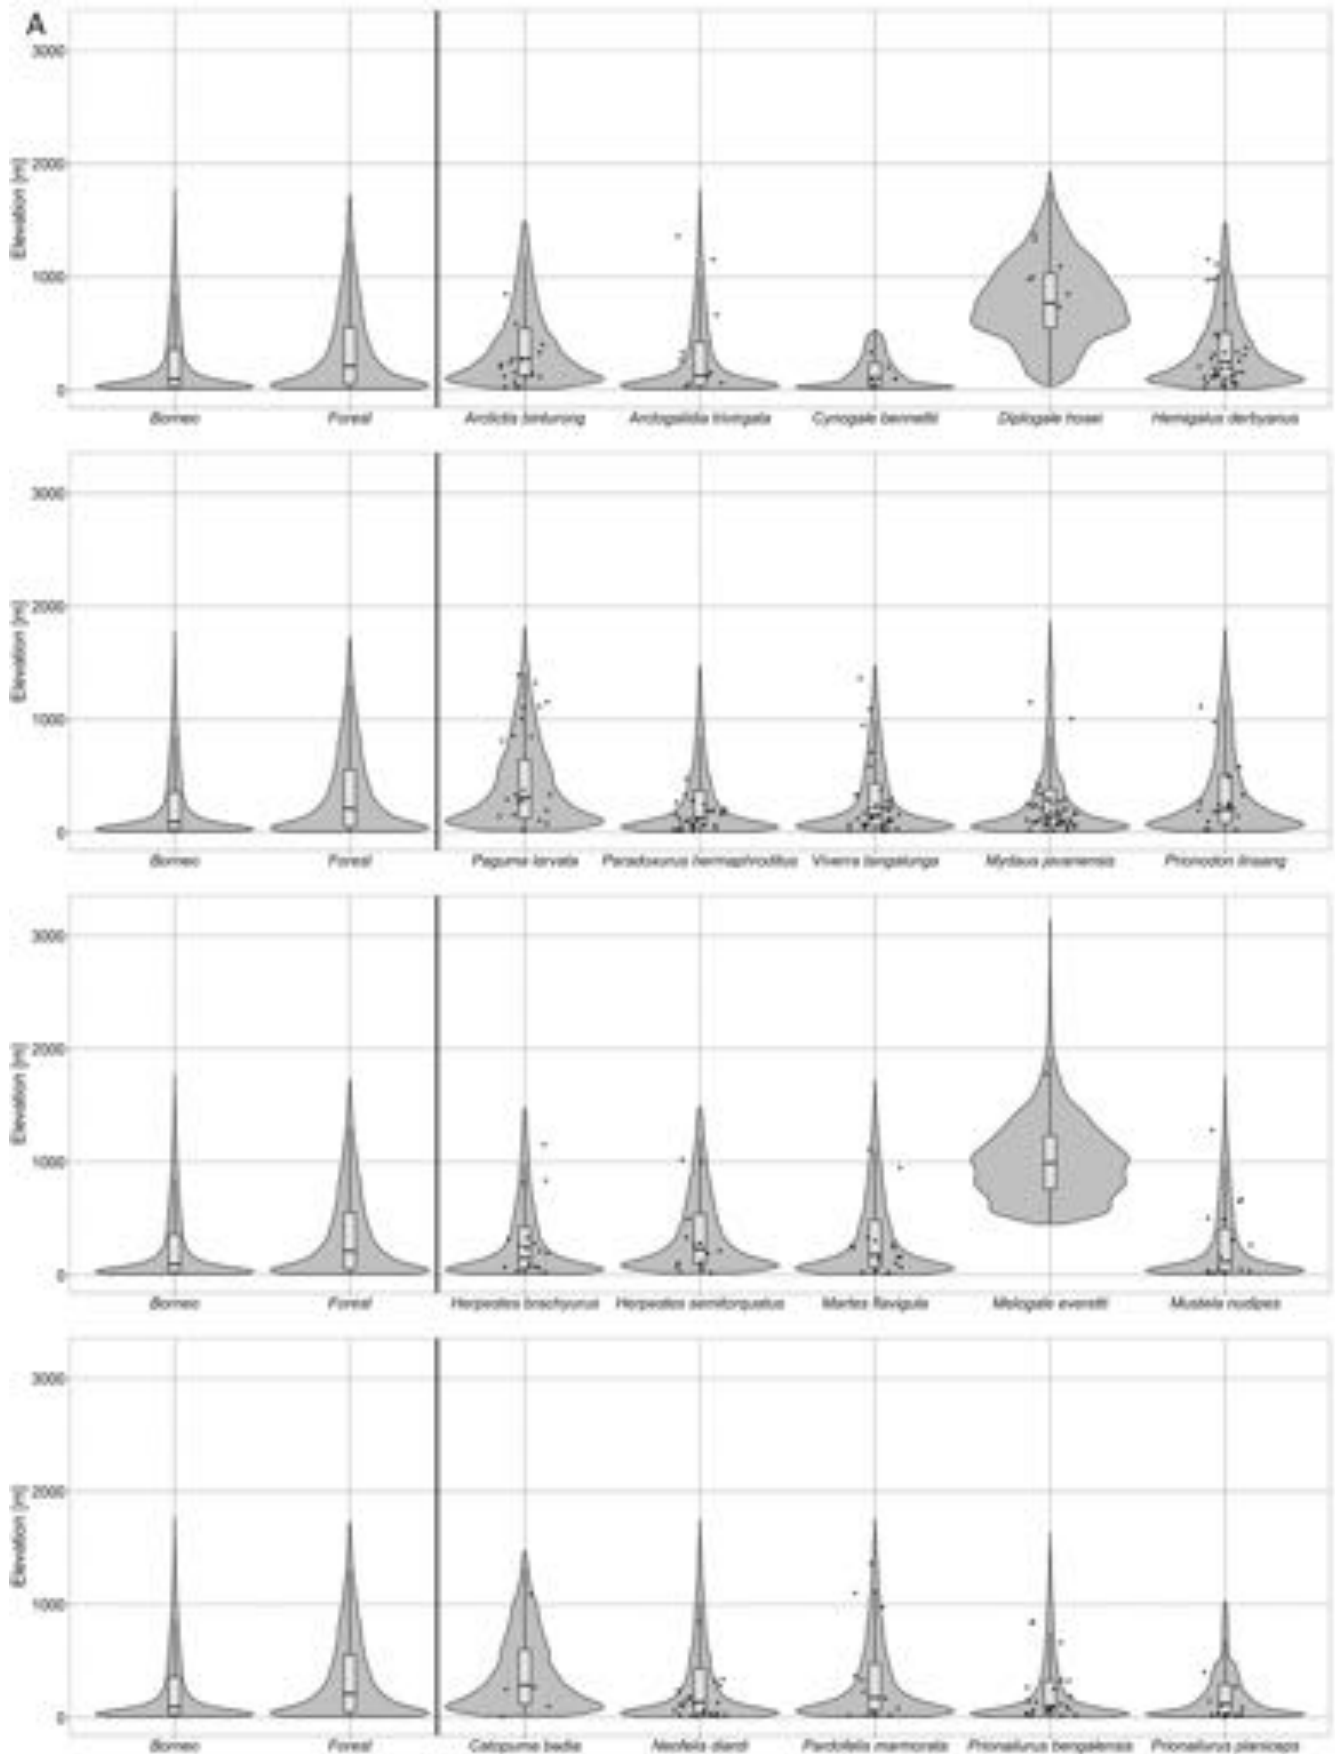 A
3000
2000
1000
0
Elevation [m]
Borneo Forest Arctictis binturong Arctogalidia trivirgata Cynogale bennettii Diplogale hosei Hemigalus derbyanus
3000
2000
1000
0
Elevation [m]
Borneo Forest Paguma larvata Paradoxurus hermaphroditus Viverra tangalunga Mydaus javanensis Prionodon linsang
3000
2000
1000
0
Elevation [m]
Borneo Forest Herpestes brachyurus Herpestes semitorquatus Martes flavigula Melogale everetti Mustela nudipes
3000
2000
1000
0
Elevation [m]
Borneo Forest Catopuma badia Neofelis diardi Pardofelis marmorata Prionailurus bengalensis Prionailurus planiceps